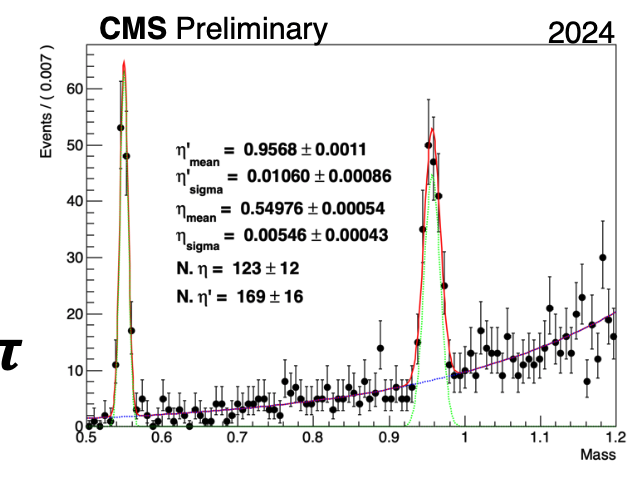 CMS Preliminary 2024
Events / ( 0.007 )
60
50
40
30
20
10
0
η'mean = 0.9568 ± 0.0011
η'sigma = 0.01060 ± 0.00086
ηmean = 0.54976 ± 0.00054
ηsigma = 0.00546 ± 0.00043
N. η = 123 ± 12
N. η' = 169 ± 16
τ
0.5 0.6 0.7 0.8 0.9 1 1.1 1.2
Mass